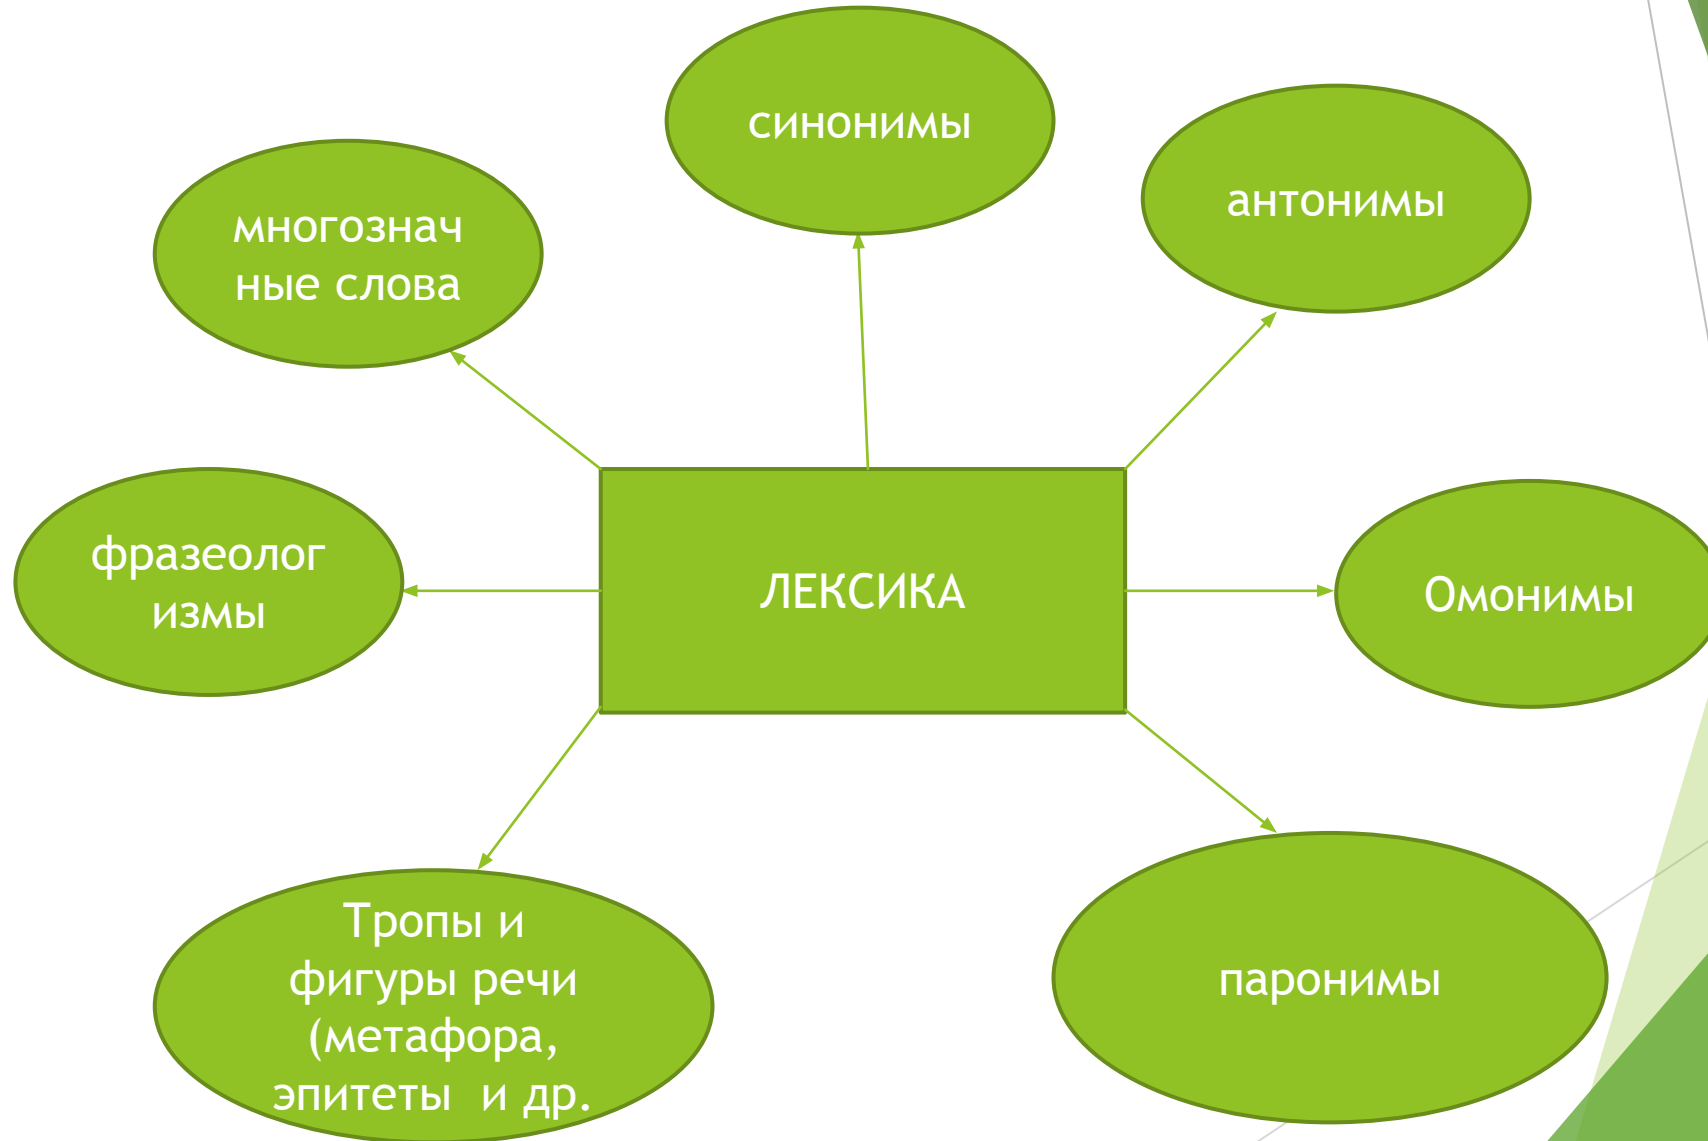 синонимы
антонимы
многознач
ные слова
фразеолог
измы
ЛЕКСИКА
Омонимы
Тропы и
фигуры речи
(метафора,
эпитеты  и др.
паронимы